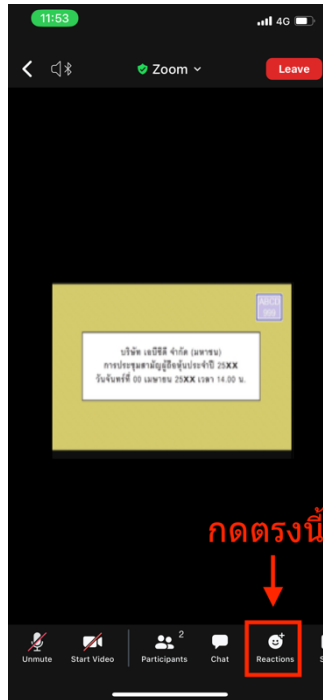 11:53
4G
Zoom
Leave
ABCD
999
บริษัท เอบีซีดี จำกัด (มหาชน)
การประชุมสามัญผู้ถือหุ้นประจำปี 25XX
วันจันทร์ที่ 00 เมษายน 25XX เวลา 14.00 น.
กดตรงนี้
2
Unmute
Start Video
Participants
Chat
Reactions